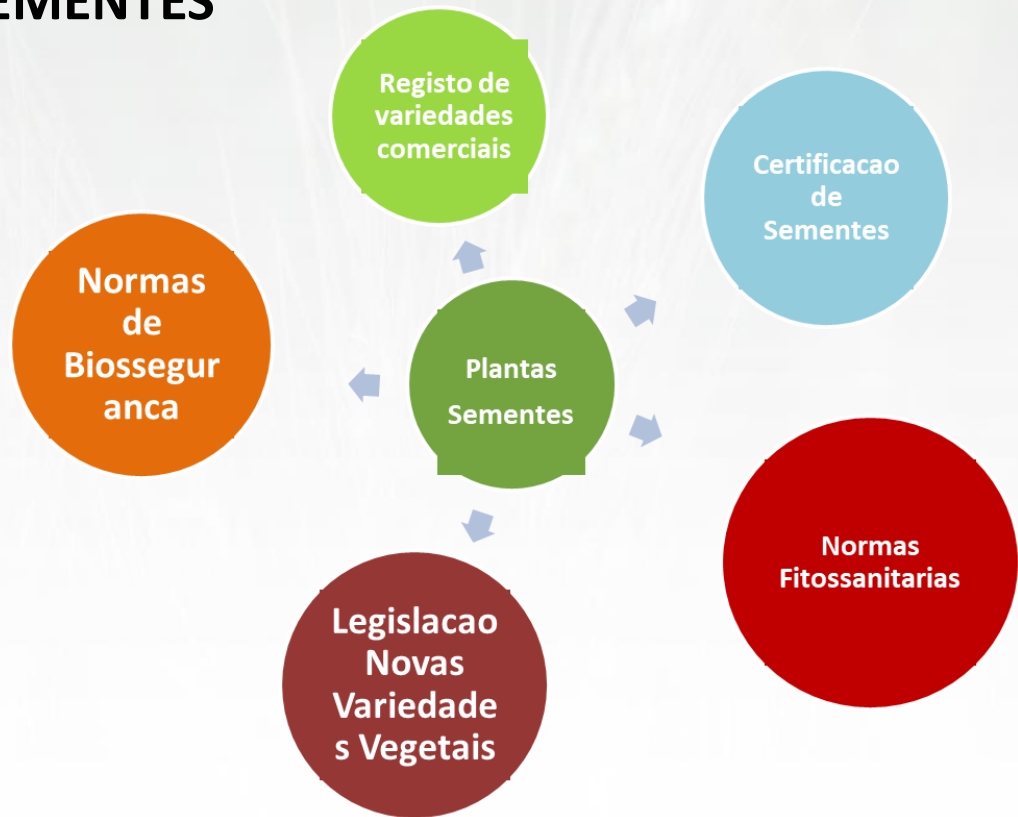 EMENTES
Registo de
variedades
comerciais
Certificacao
de
Sementes
Normas
de
Biossegur
anca
Plantas
Sementes
Normas
Fitossanitarias
Legislacao
Novas
Variedade
s Vegetais